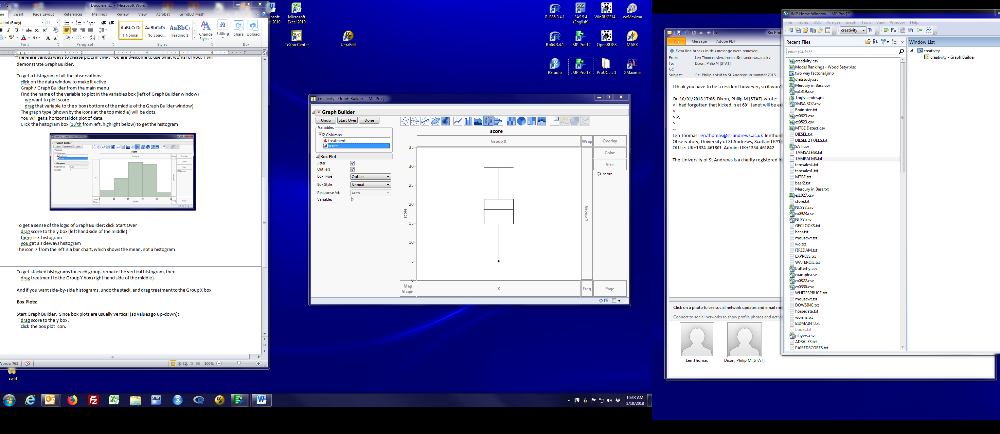 Document1 - Microsoft Word
Insert Page Layout References Mailings Review View Acrobat GrindEQ Math
Calibri (Body) 11
AaBbCcDc AaBbCcDc AaBbC
¶ Normal ¶ No Spaci... Heading 1
Change Styles
Editing
Share Upload
Font Paragraph Styles Box
1 2 3 4 5 6 7
There are various ways to create plots in JMP. You are welcome to use what works for you. I will
demonstrate Graph Builder.
To get a histogram of all the observations:
click on the data window to make it active
Graph / Graph Builder from the main menu
Find the name of the variable to plot in the variables box (left of Graph Builder window)
we want to plot score
drag that variable to the x box (bottom of the middle of the Graph Builder window)
The graph type (shown by the icons at the top middle) will be dots.
You will get a horizontal dot plot of data.
Click the histogram box (10'th from left, highlight below) to get the histogram
creativity - Graph Builder - JMP Pro [2]
Graph Builder
Undo Start Over Done
Variables
2 Columns
treatment
score
Histogram
Response Axis Auto
Variables
score
Group X Wrap Overlay
Color
Size
score
Y
Group Y
Map Shape
5 10 15 20 25 30
score
Freq Page
To get a sense of the logic of Graph Builder: click Start Over
drag score to the y box (left hand side of the middle)
then click histogram
you get a sideways histogram
The icon 7 from the left is a bar chart, which shows the mean, not a histogram
To get stacked histograms for each group, remake the vertical histogram, then
drag treatment to the Group Y box (right hand side of the middle).
And if you want side-by-side histograms, undo the stack, and drag treatment to the Group X box
Box Plots:
Start Graph Builder. Since box plots are usually vertical (so values go up-down):
drag score to the y box.
click the box plot icon.
Words: 763
100%
swirl
Microsoft Excel 2010
TeXnicCenter
UltraEdit
R i386 3.4.1
SAS 9.4 (English)
WinBUGS14...
wxMaxima
R x64 3.4.1
JMP Pro 12
OpenBUGS
MARK
RStudio
JMP Pro 13
ProUCL 5.1
XMaxima
creativity - Graph Builder - JMP Pro [2]
Graph Builder
Undo Start Over Done
Variables
2 Columns
treatment
score
Box Plot
Jitter
Outliers
Box Type Outlier
Box Style Normal
Response Axis Auto
Variables
score
Group X Wrap Overlay
Color
Size
score
35
30
25
20
15
10
5
0
score
Group Y
Map Shape
X
Freq Page
10:43 AM
1/10/2018
Re: Phil
File Message Adobe PDF
Extra line breaks in this message were removed.
From: Len Thomas <len.thomas@st-andrews.ac.uk>
To: Dixon, Philip M [STAT]
Cc:
Subject: Re: Philip's visit to St Andrews in summer 2018
I think you have to be a resident however, so it won'
On 10/01/2018 17:06, Dixon, Philip M [STAT] wrote:
> I had forgotten that kicked in at 60! Janet will be en
>
> P.
>
--
Len Thomas len.thomas@st-andrews.ac.uk lenthom
Observatory, University of St Andrews, Scotland KY1
Office: UK+1334-461801 Admin: UK+1334-461842
The University of St Andrews is a charity registered in
Click on a photo to see social network updates and email me
Connect to social networks to show profile photos and activ
Len Thomas
Dixon, Philip M [STAT]
JMP Home Window - JMP Pro [2]
File Tables DOE Analyze Graph Tools View Window Help
creativity
Recent Files
Filter (Ctrl+F)
creativity.csv
Model Rankings - Wood Satyr.xlsx
two way factorial.jmp
dietstudy.csv
Mercury in Bass.csv
ex1319.csv
Triglycerides.jrn
SMSA SO2.csv
Brain size.txt
ex0623.csv
ex0523.csv
MTBE Detect.csv
DIESEL.txt
DIESEL 2 FUELS.txt
SAT.csv
TAMSALES8.txt
TAMPALMS.txt
tamsales4.txt
tamsales1.txt
MTBE.txt
bear2.txt
Mercury in Bass.txt
ex1027.csv
store.txt
NLSY2.csv
ex0923.csv
NLSY.csv
GFCLOCKS.txt
bear.txt
mousewt.txt
wo.txt
FIREDAM.txt
EXPRESS.txt
WATEROIL.txt
butterfly.csv
example.csv
ex0822.csv
ex0330.csv
WHITESPRUCE.txt
mousewt.txt
DOWSING.txt
horsedata.txt
worms.txt
BIDMAINT.txt
books.txt
players.csv
ADSALES.txt
PAIREDSCORES.txt
Window List
creativity
creativity - Graph Builder